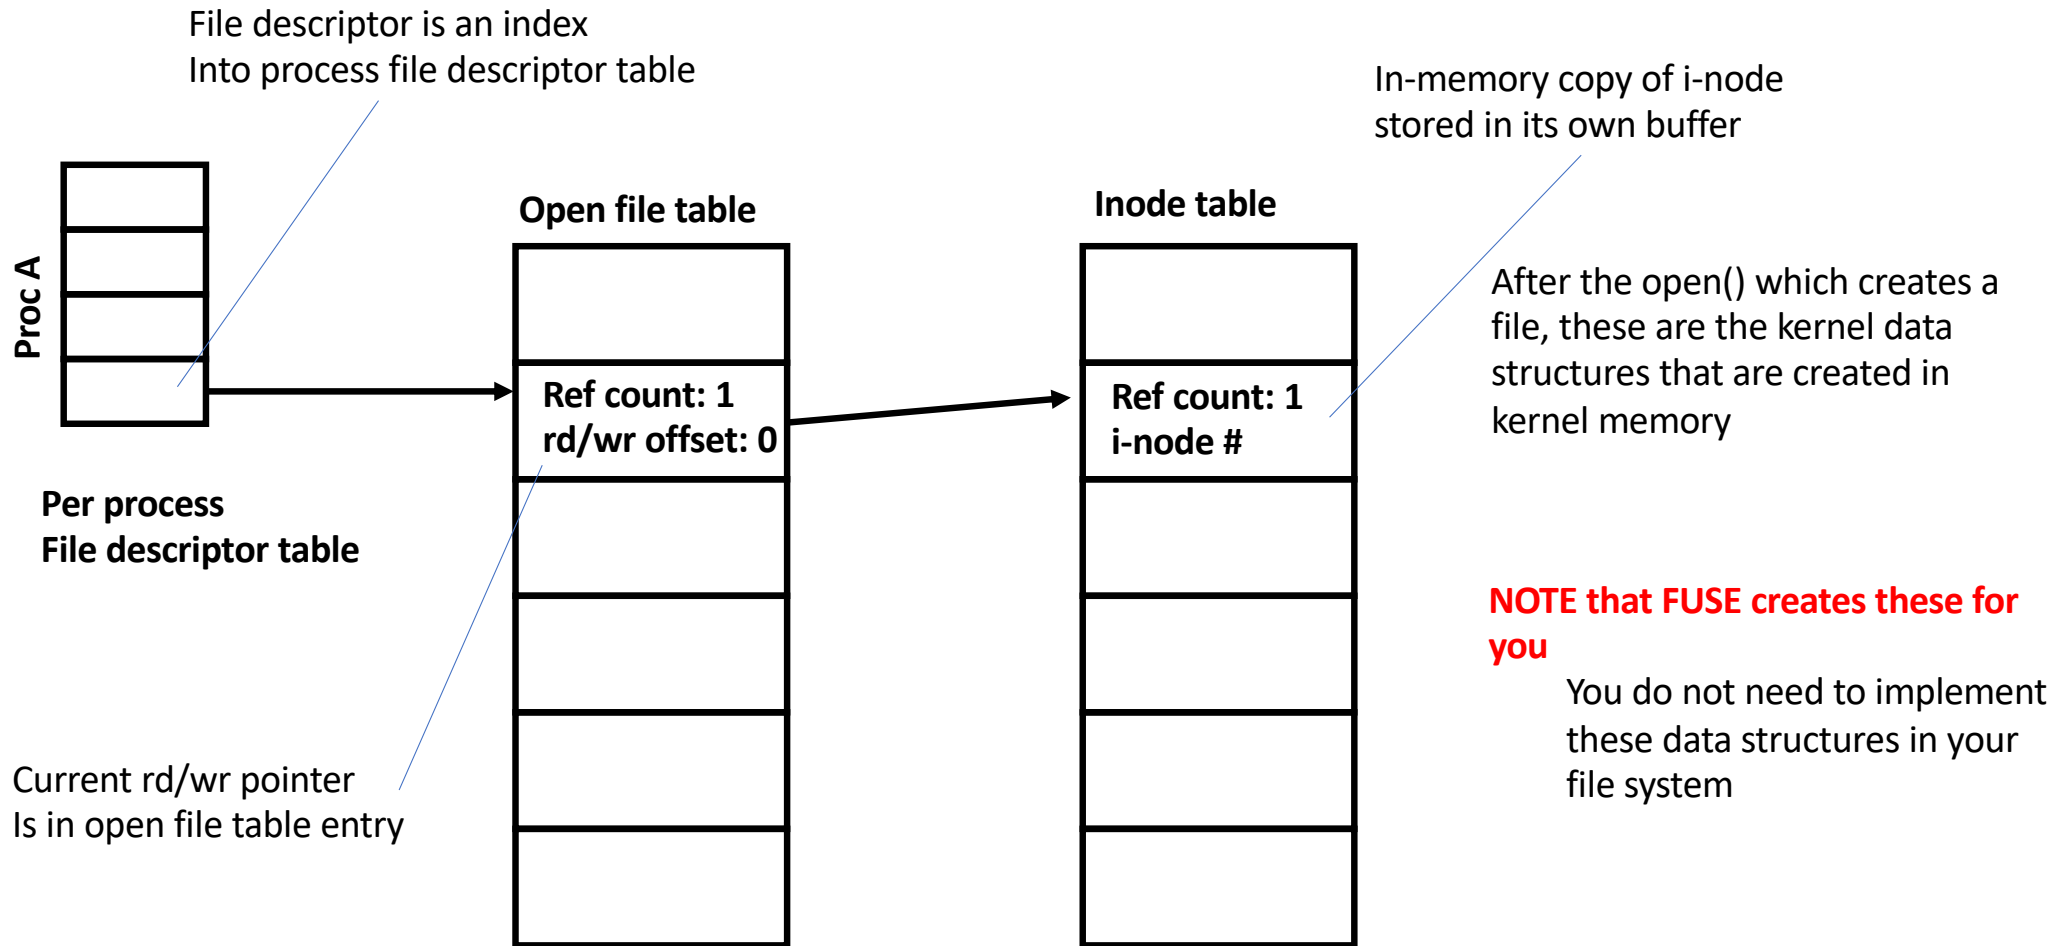 File descriptor is an index
Into process file descriptor table
In-memory copy of i-node
stored in its own buffer
Open file table
Inode table
Proc A
After the open() which creates a
file, these are the kernel data
structures that are created in
kernel memory
Ref count: 1
rd/wr offset: 0
Ref count: 1
i-node #
Per process
File descriptor table
NOTE that FUSE creates these for
you
You do not need to implement
these data structures in your
file system
Current rd/wr pointer
Is in open file table entry